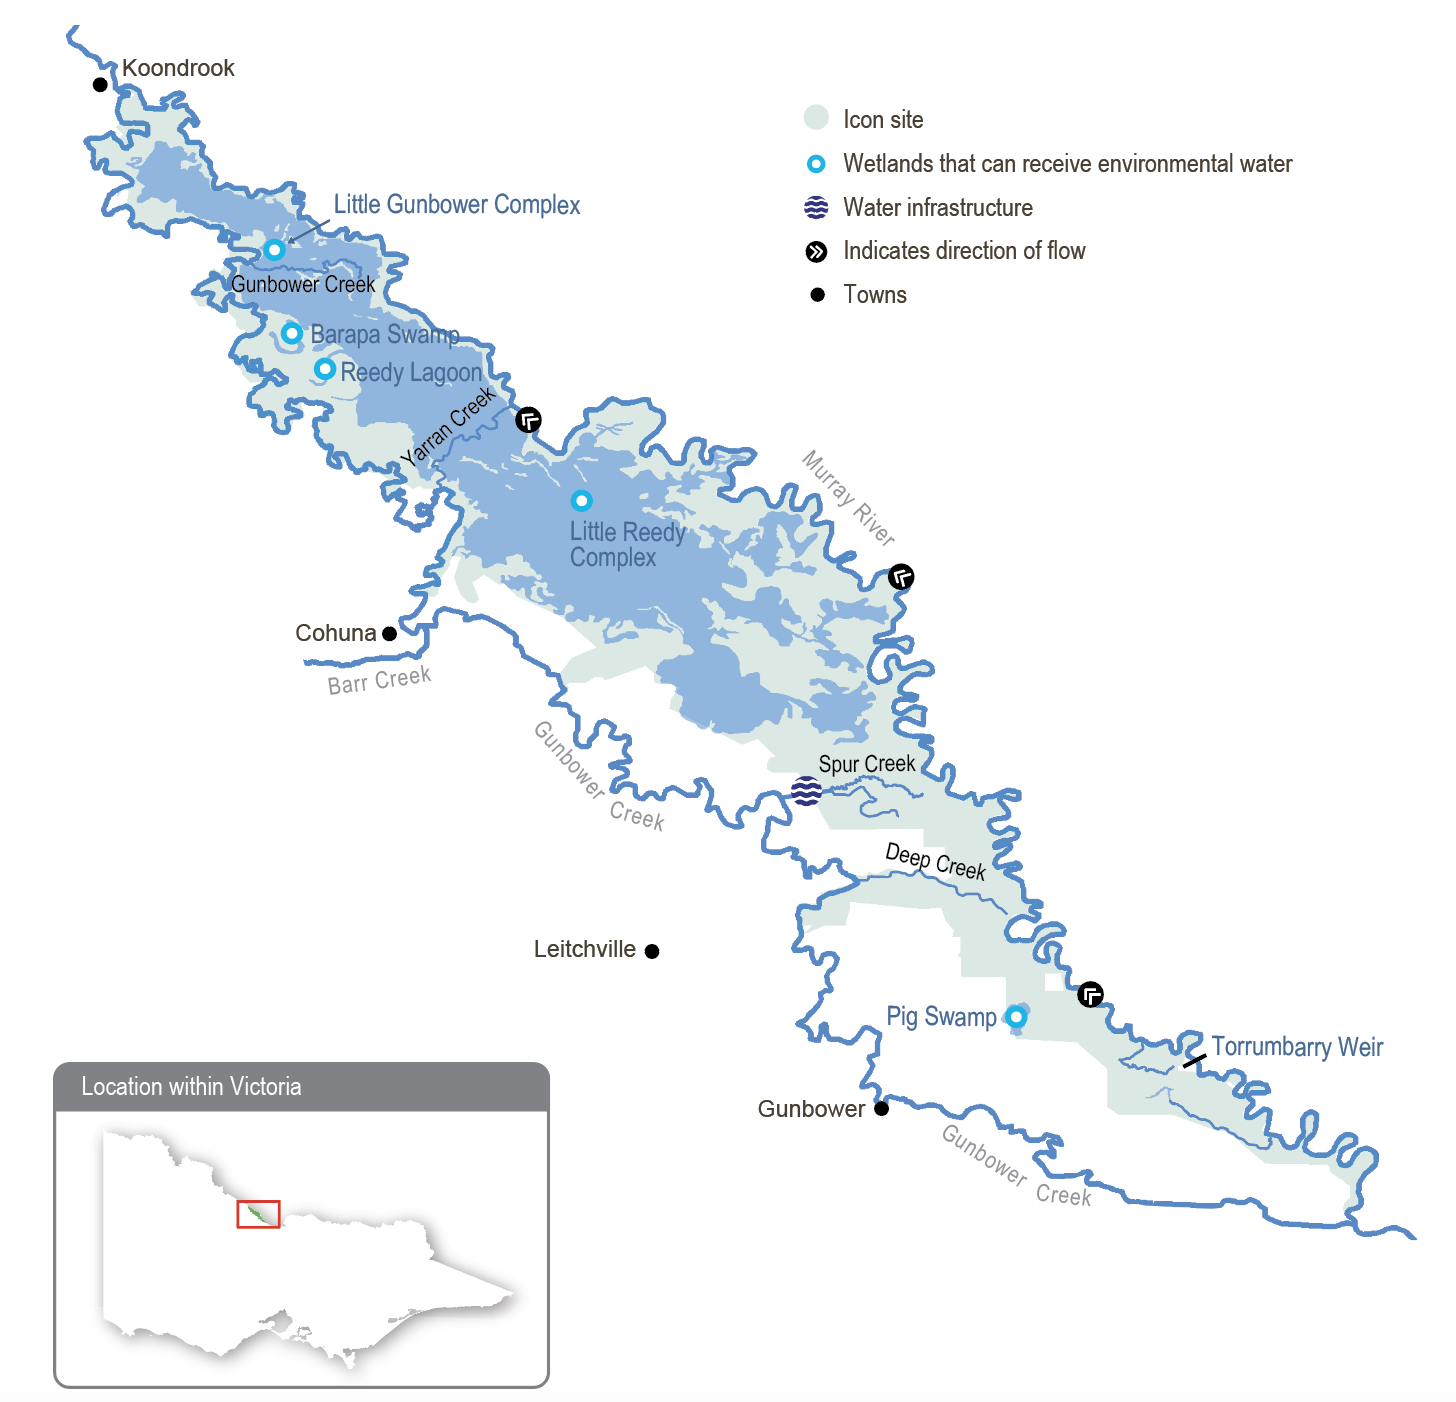 Koondrook
Icon site
Wetlands that can receive environmental water
Little Gunbower Complex
Water infrastructure
Indicates direction of flow
Gunbower Creek
Towns
Barapa Swamp
Reedy Lagoon
Yarran Creek
Murray River
Little Reedy
Complex
Cohuna
Barr Creek
Gunbower Creek
Spur Creek
Deep Creek
Leitchville
Pig Swamp
Torrumbarry Weir
Gunbower
Gunbower Creek
Location within Victoria